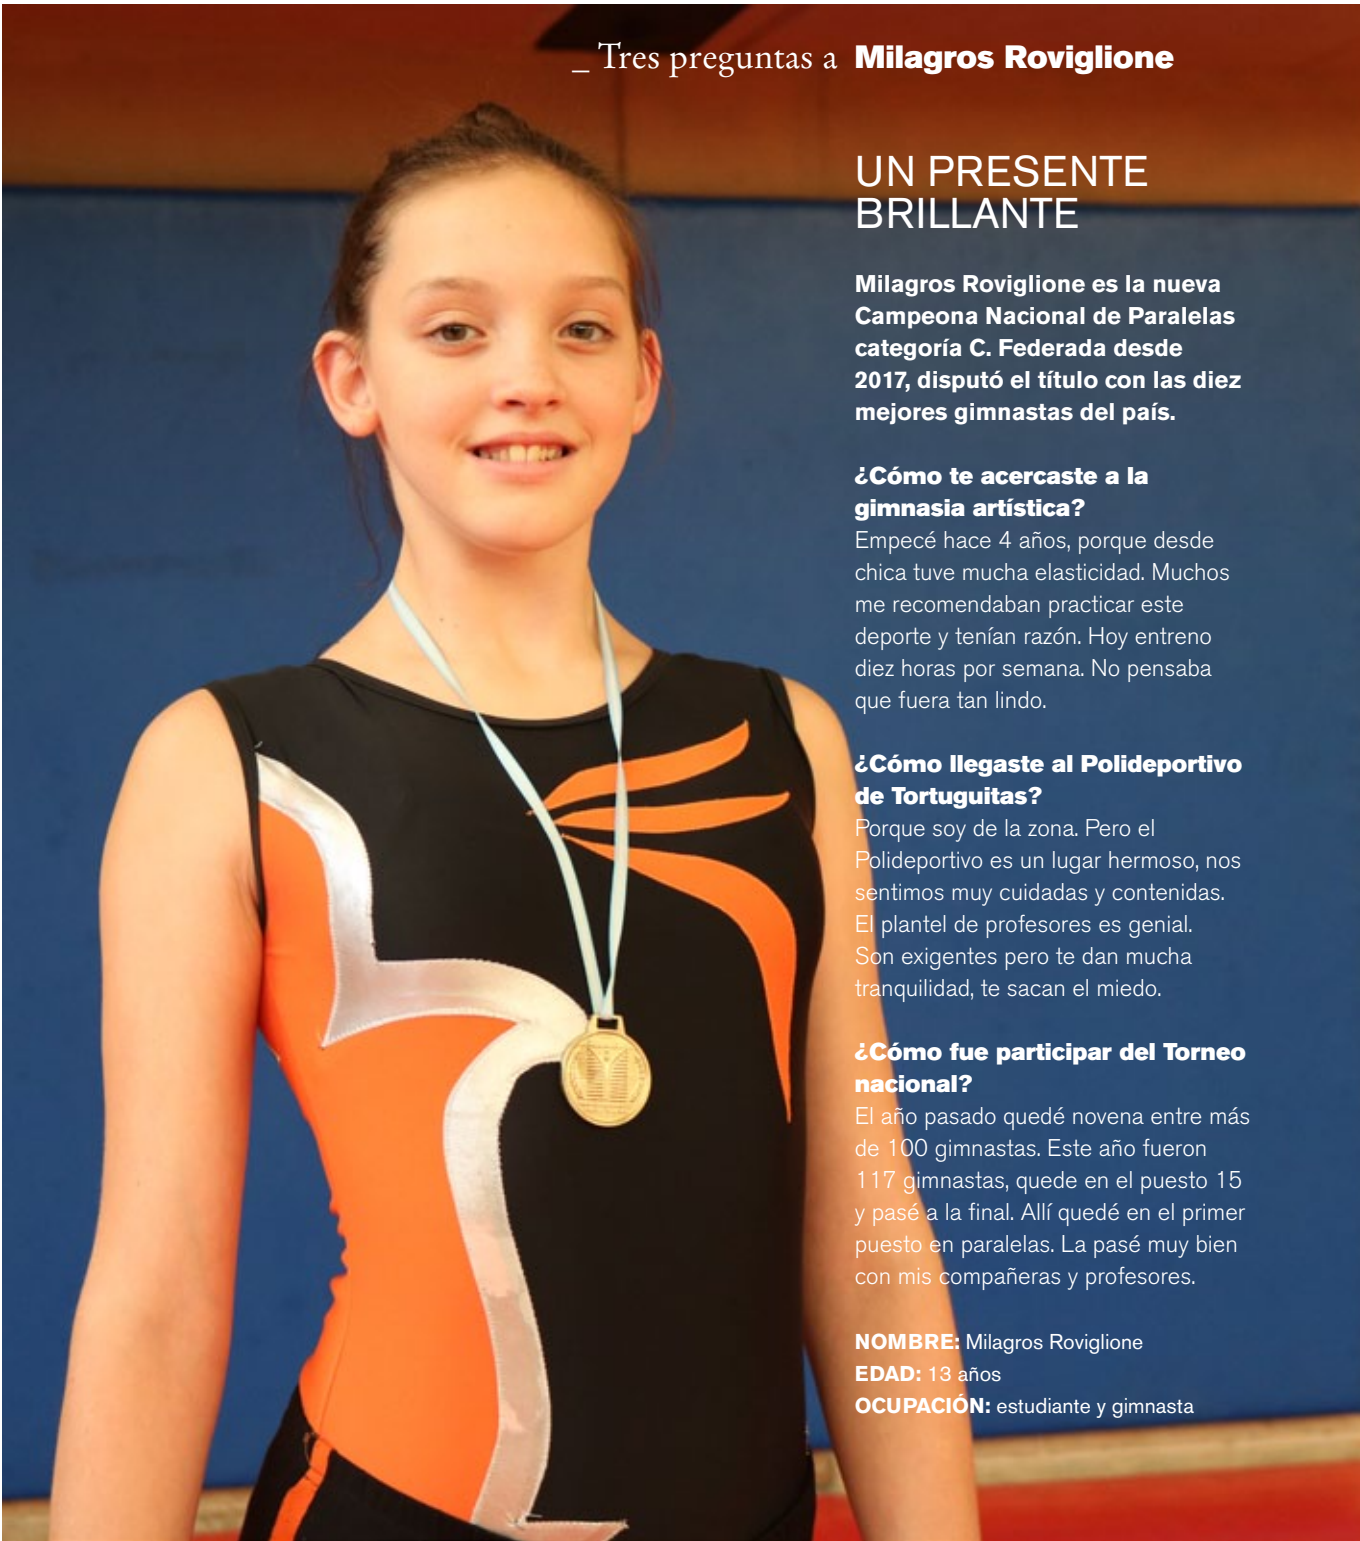 _ Tres preguntas a Milagros Roviglione
UN PRESENTE
BRILLANTE
Milagros Roviglione es la nueva
Campeona Nacional de Paralelas
categoría C. Federada desde
2017, disputó el título con las diez
mejores gimnastas del país.
¿Cómo te acercaste a la
gimnasia artística?
Empecé hace 4 años, porque desde
chica tuve mucha elasticidad. Muchos
me recomendaban practicar este
deporte y tenían razón. Hoy entreno
diez horas por semana. No pensaba
que fuera tan lindo.
¿Cómo llegaste al Polideportivo
de Tortuguitas?
Porque soy de la zona. Pero el
Polideportivo es un lugar hermoso, nos
sentimos muy cuidadas y contenidas.
El plantel de profesores es genial.
Son exigentes pero te dan mucha
tranquilidad, te sacan el miedo.
¿Cómo fue participar del Torneo
nacional?
El año pasado quedé novena entre más
de 100 gimnastas. Este año fueron
117 gimnastas, quede en el puesto 15
y pasé a la final. Allí quedé en el primer
puesto en paralelas. La pasé muy bien
con mis compañeras y profesores.
NOMBRE: Milagros Roviglione
EDAD: 13 años
OCUPACIÓN: estudiante y gimnasta